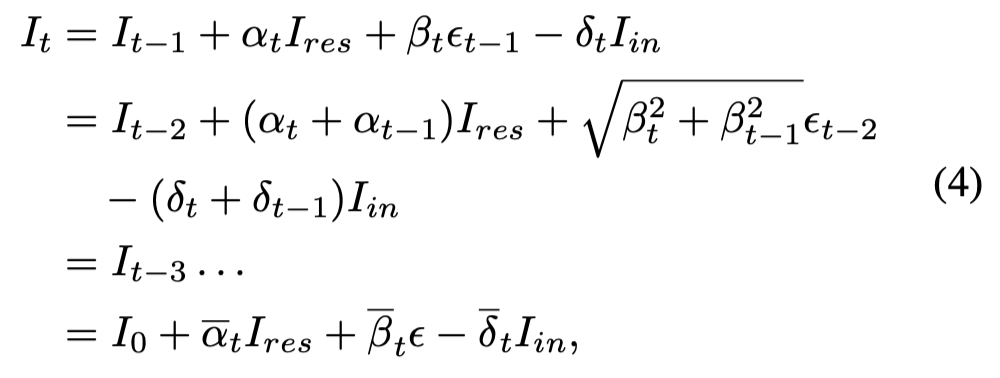 I_t = I_{t−1} + α_t I_{res} + β_t ϵ_{t−1} − δ_t I_{in}
= I_{t−2} + (α_t + α_{t−1})I_{res} + √(β_t^2 + β_{t−1}^2) ϵ_{t−2}
− (δ_t + δ_{t−1})I_{in}
(4)
= I_{t−3} . . .
= I_0 + α̅_t I_{res} + β̅_t ϵ − δ̅_t I_{in},